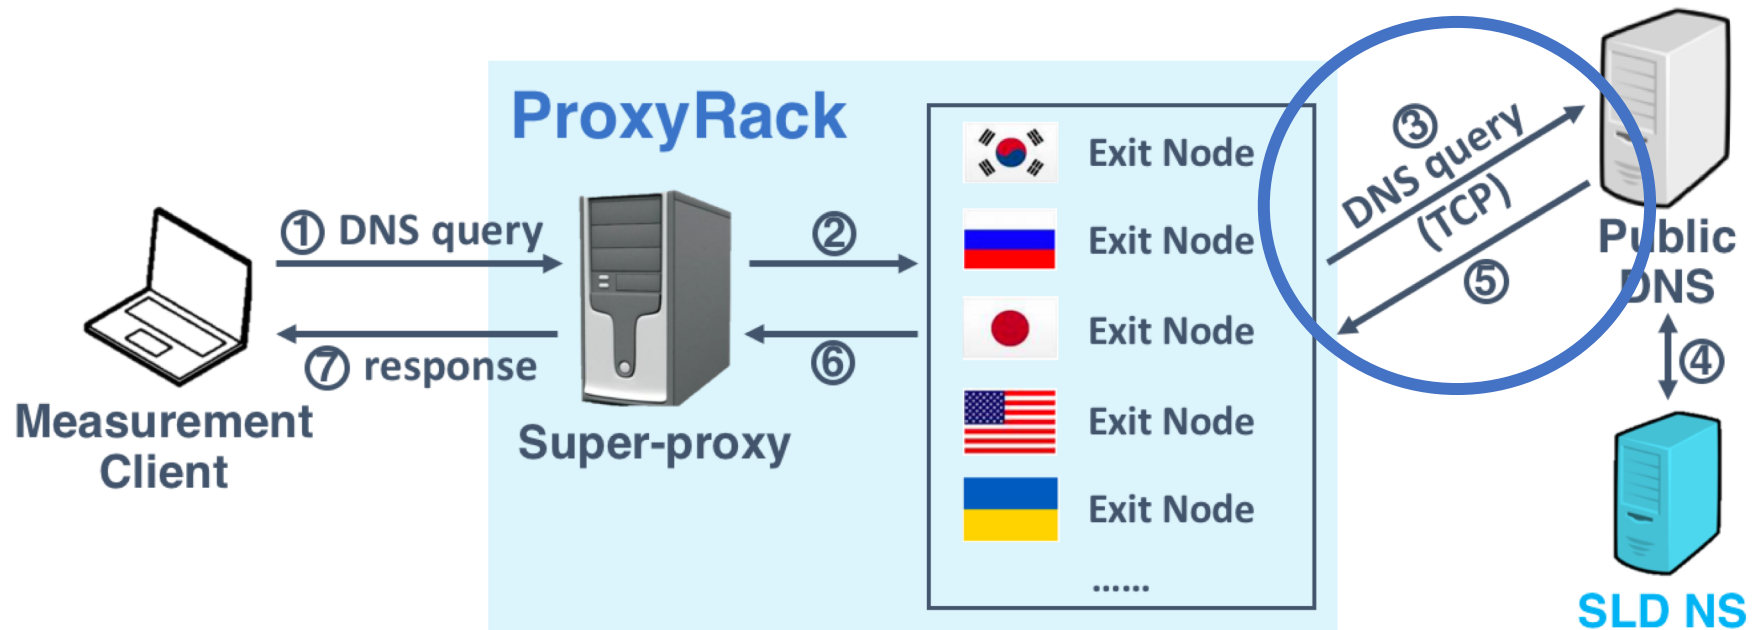 ProxyRack
① DNS query
②
③
DNS query
(TCP)
⑤
④
⑥
⑦ response
Exit Node
Exit Node
Exit Node
Exit Node
Exit Node
......
Measurement
Client
Super-proxy
Public
DNS
SLD NS